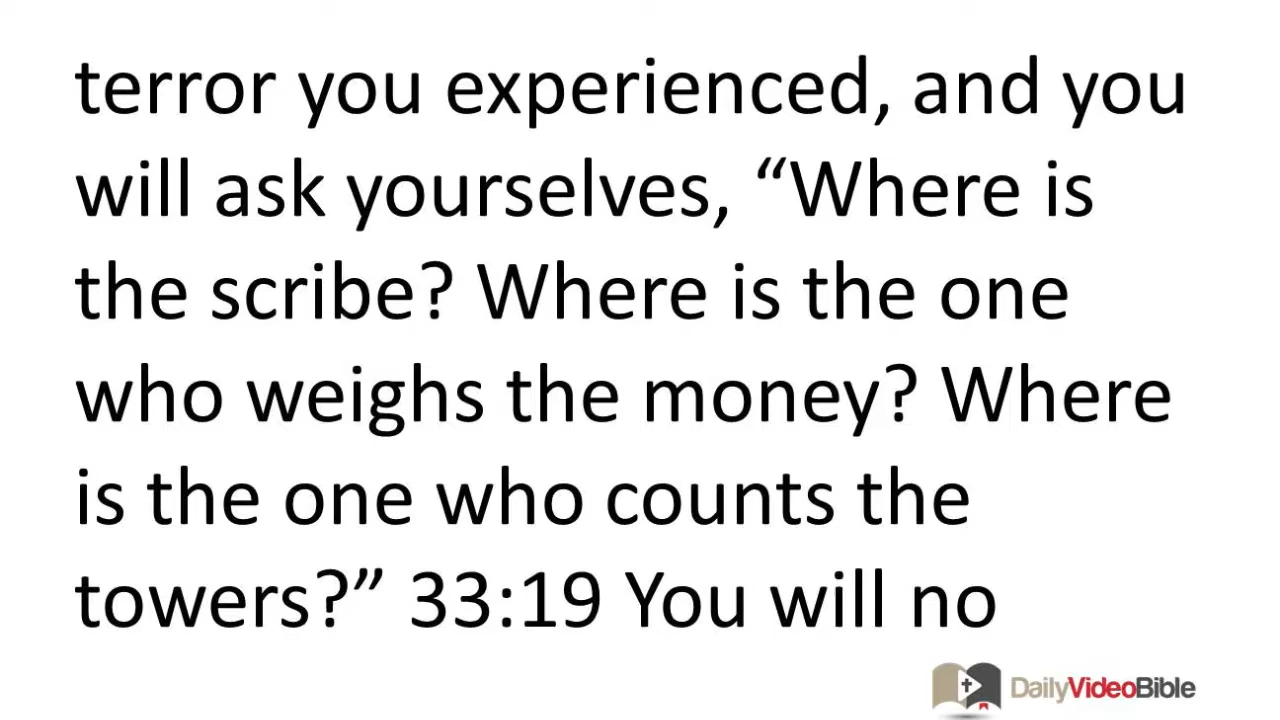 terror you experienced, and you
will ask yourselves, “Where is
the scribe? Where is the one
who weighs the money? Where
is the one who counts the
towers?” 33:19 You will no
DailyVideoBible